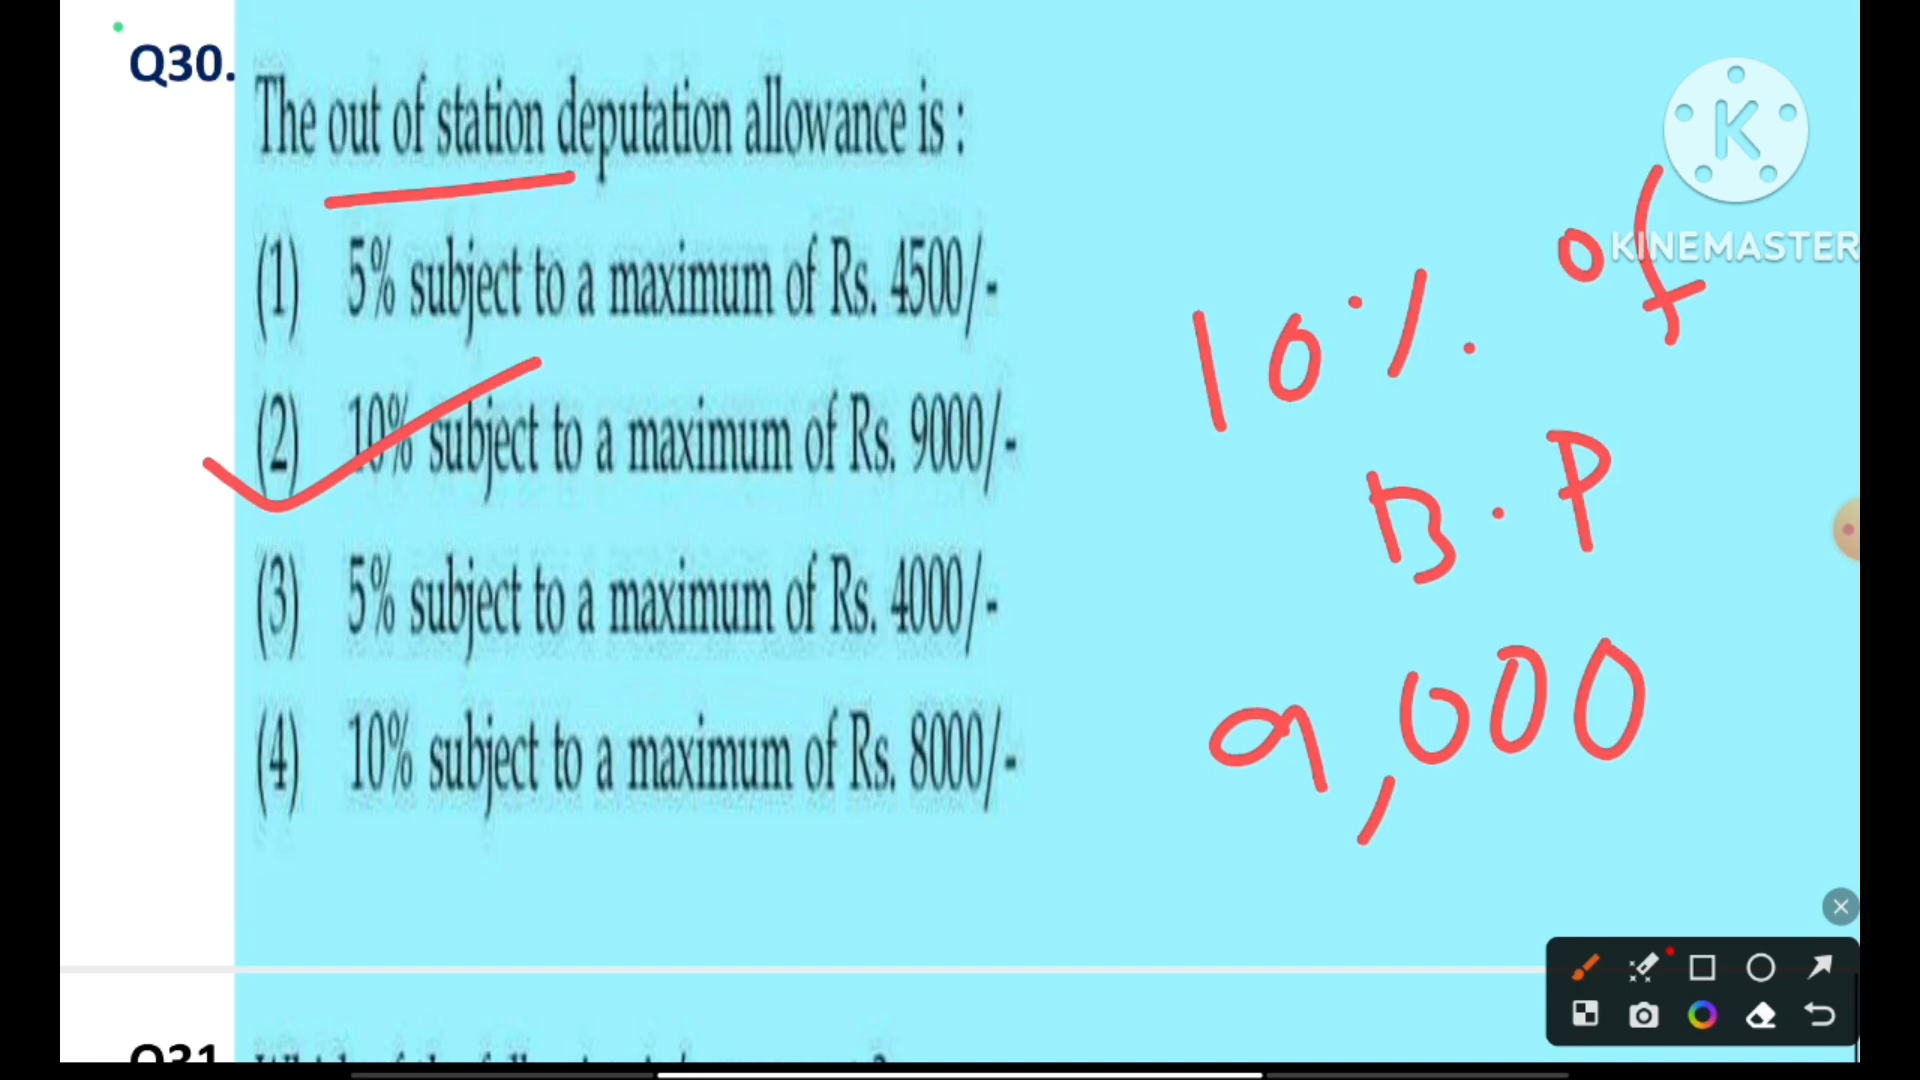 Q30.
The out of station deputation allowance is :
(1) 5% subject to a maximum of Rs. 4500/-
(2) 10% subject to a maximum of Rs. 9000/-
(3) 5% subject to a maximum of Rs. 4000/-
(4) 10% subject to a maximum of Rs. 8000/-
10% of
B.P
9,000
K
KINEMASTER
Q31